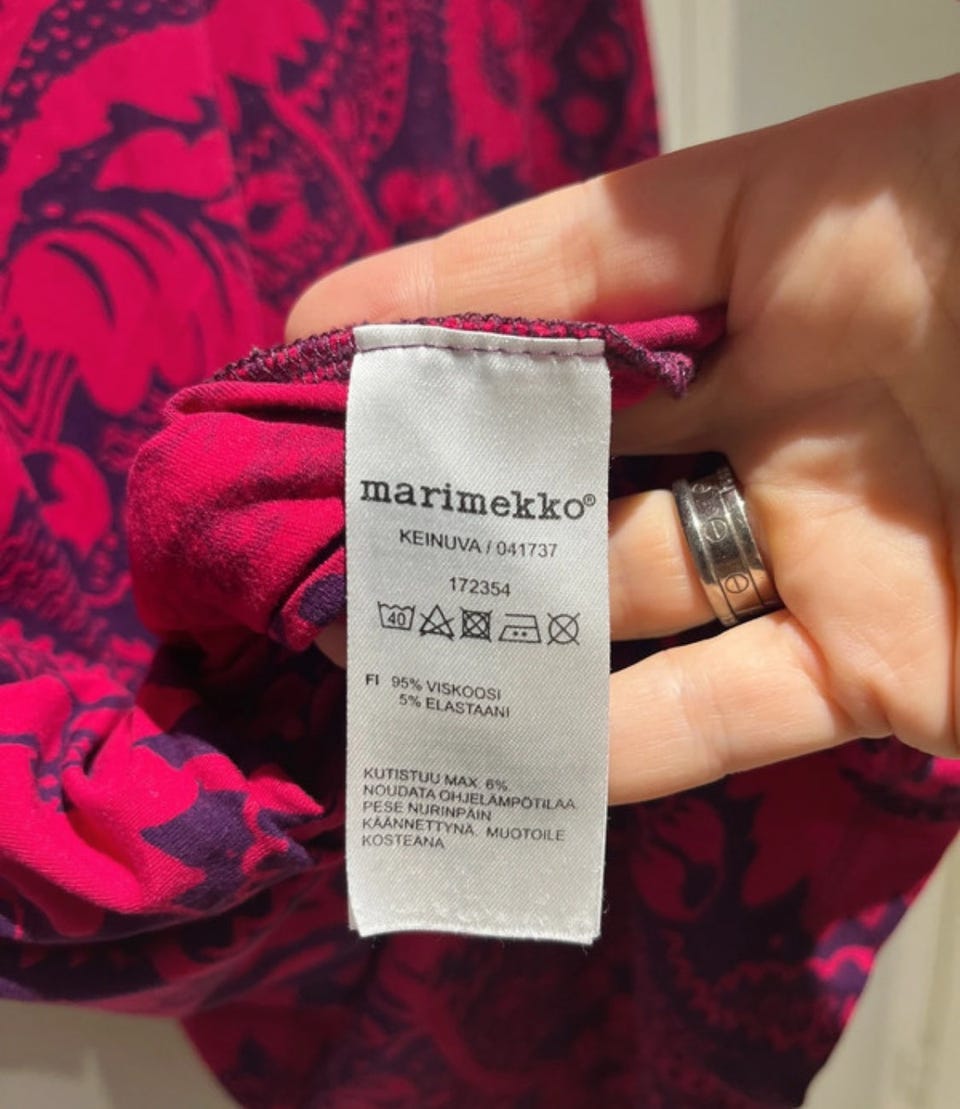 marimekko®
KEINUVA / 041737
172354
40
FI 95% VISKOOSI
5% ELASTAANI
KUTISTUU MAX. 6%
NOUDATA OHJELÄMPÖTILAA
PESE NURINPÄIN
KÄÄNNETTYNÄ. MUOTOILE
KOSTEANA